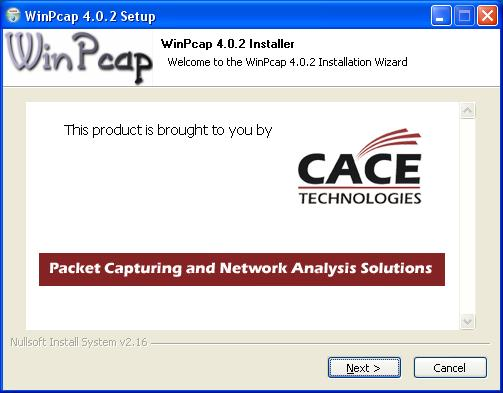 WinPcap 4.0.2 Setup
WinPcap
WinPcap 4.0.2 Installer
Welcome to the WinPcap 4.0.2 Installation Wizard
This product is brought to you by
CACE
TECHNOLOGIES
Packet Capturing and Network Analysis Solutions
Nullsoft Install System v2.16
Next >
Cancel